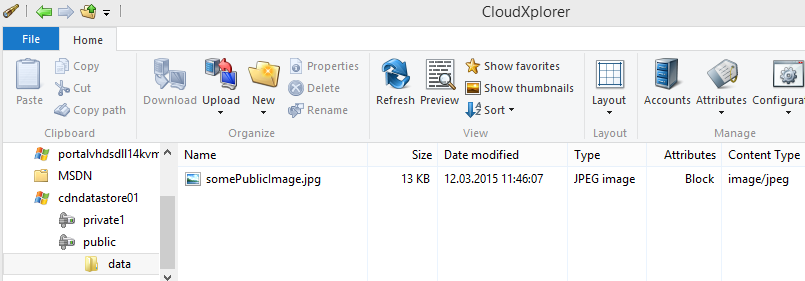 CloudXplorer
File Home
Paste Copy Cut Copy path
Download Upload New Properties Delete Rename
Refresh Preview Show favorites Show thumbnails Sort
Layout
Accounts Attributes Configurat
Clipboard Organize View Layout Manage
portalvhdsdll14kvm
MSDN
cdndatastore01
private1
public
data
Name Size Date modified Type Attributes Content Type
somePublicImage.jpg 13 KB 12.03.2015 11:46:07 JPEG image Block image/jpeg